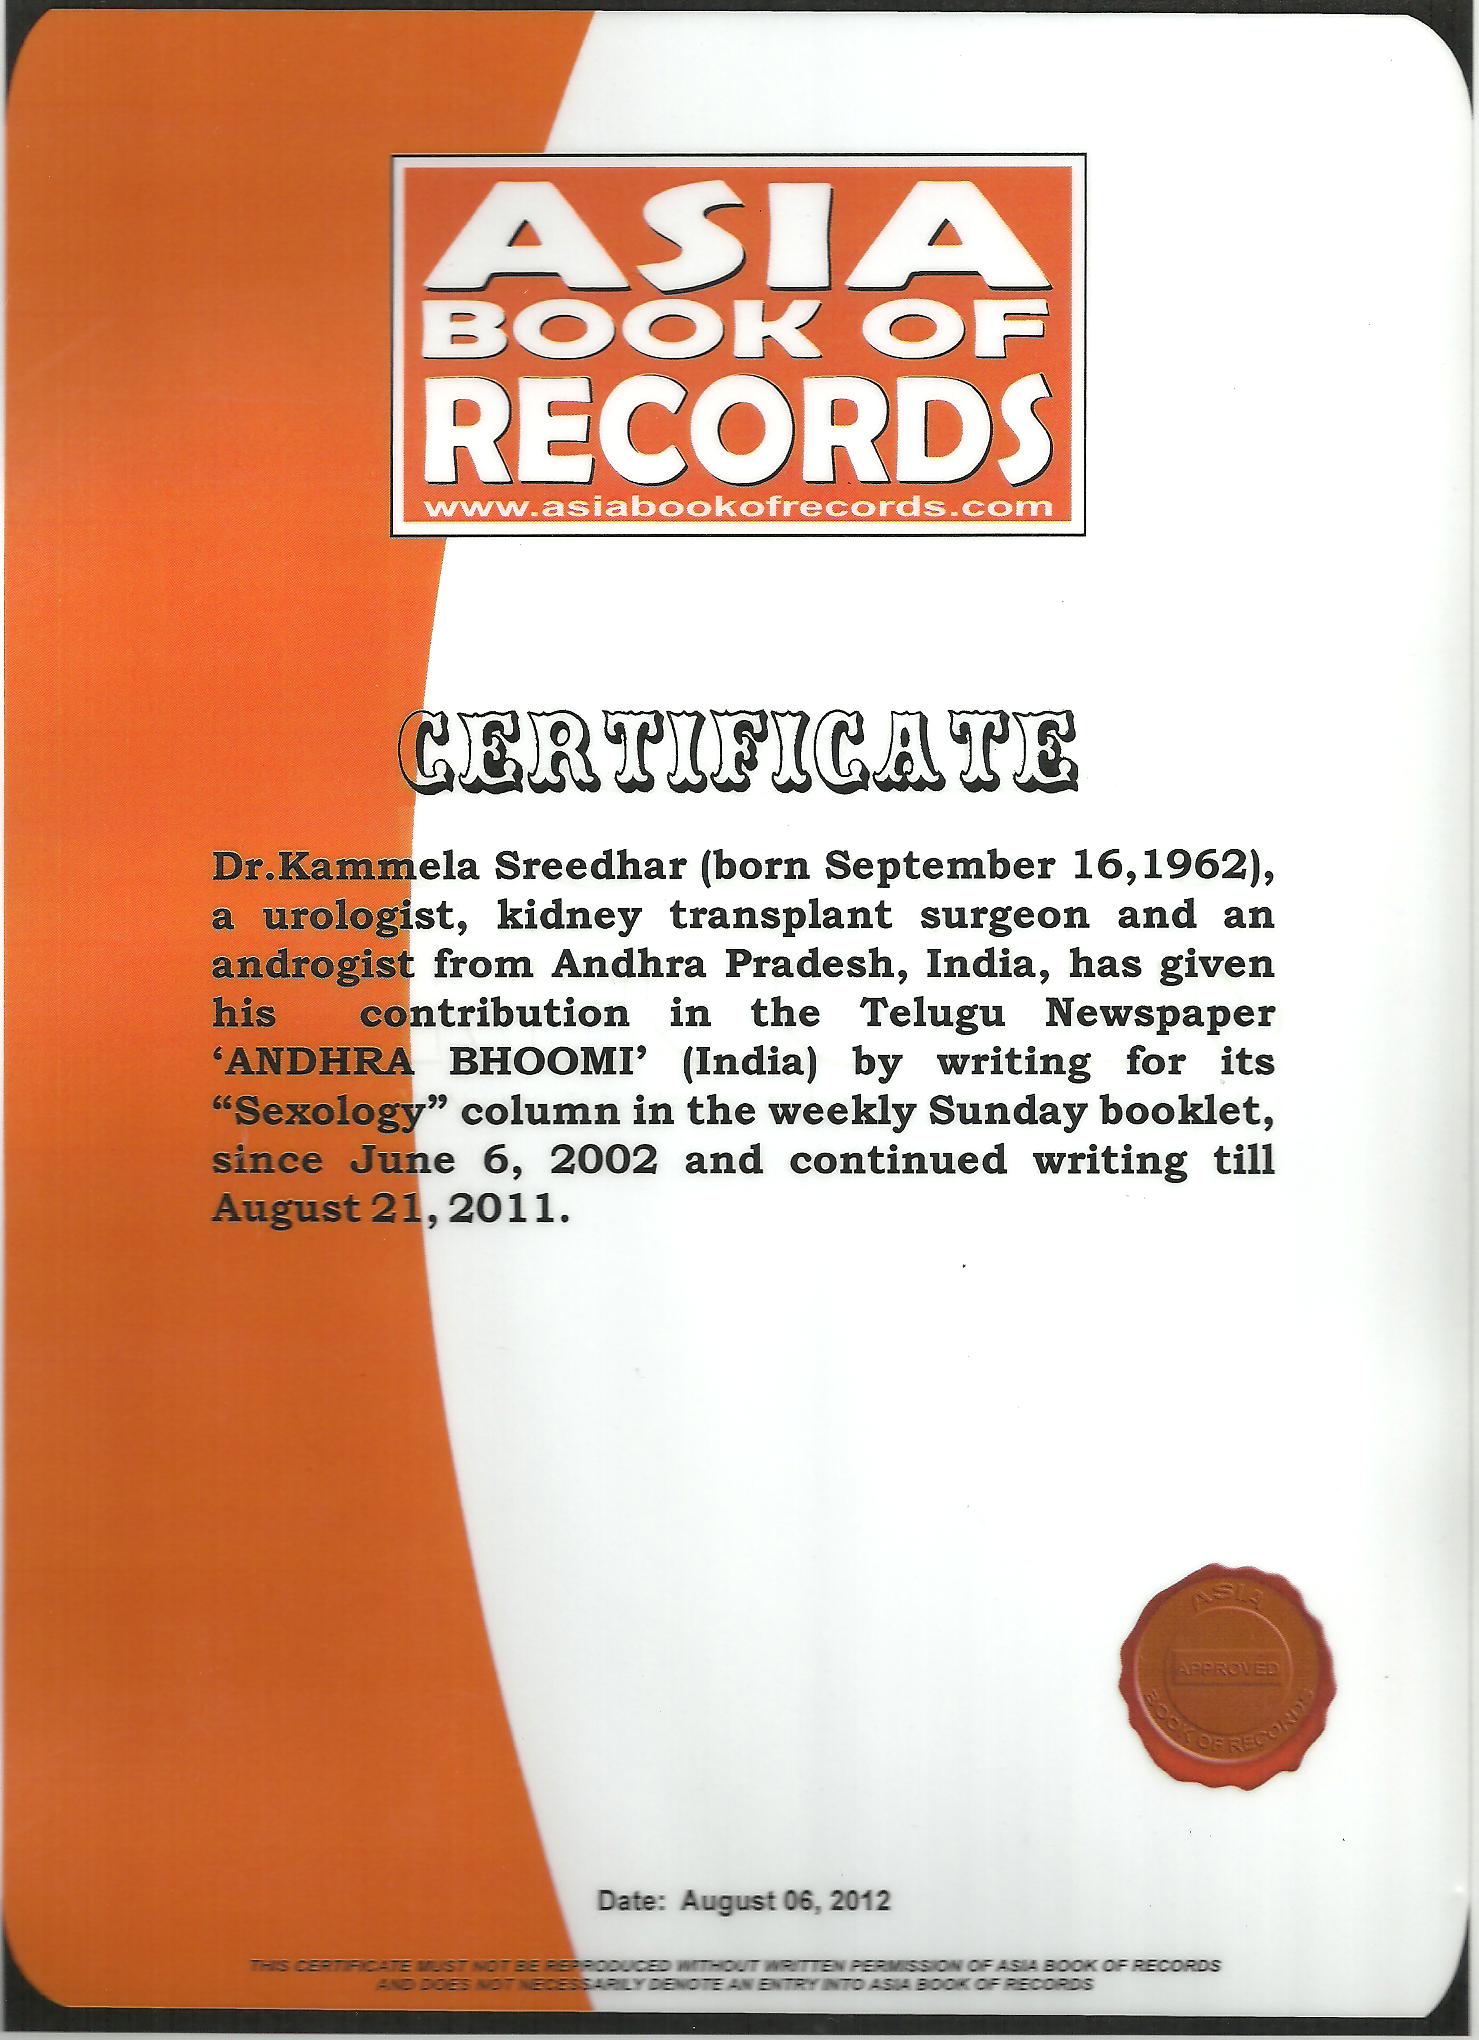 ASIA
BOOK OF
RECORDS
www.asiabookofrecords.com
CERTIFICATE
Dr.Kammela Sreedhar (born September 16,1962),
a urologist, kidney transplant surgeon and an
androgist from Andhra Pradesh, India, has given
his contribution in the Telugu Newspaper
‘ANDHRA BHOOMI’ (India) by writing for its
“Sexology” column in the weekly Sunday booklet,
since June 6, 2002 and continued writing till
August 21, 2011.
ASIA
APPROVED
BOOK OF RECORDS
Date: August 06, 2012
THIS CERTIFICATE MUST NOT BE REPRODUCED WITHOUT WRITTEN PERMISSION OF ASIA BOOK OF RECORDS
AND DOES NOT NECESSARILY DENOTE AN ENTRY INTO ASIA BOOK OF RECORDS